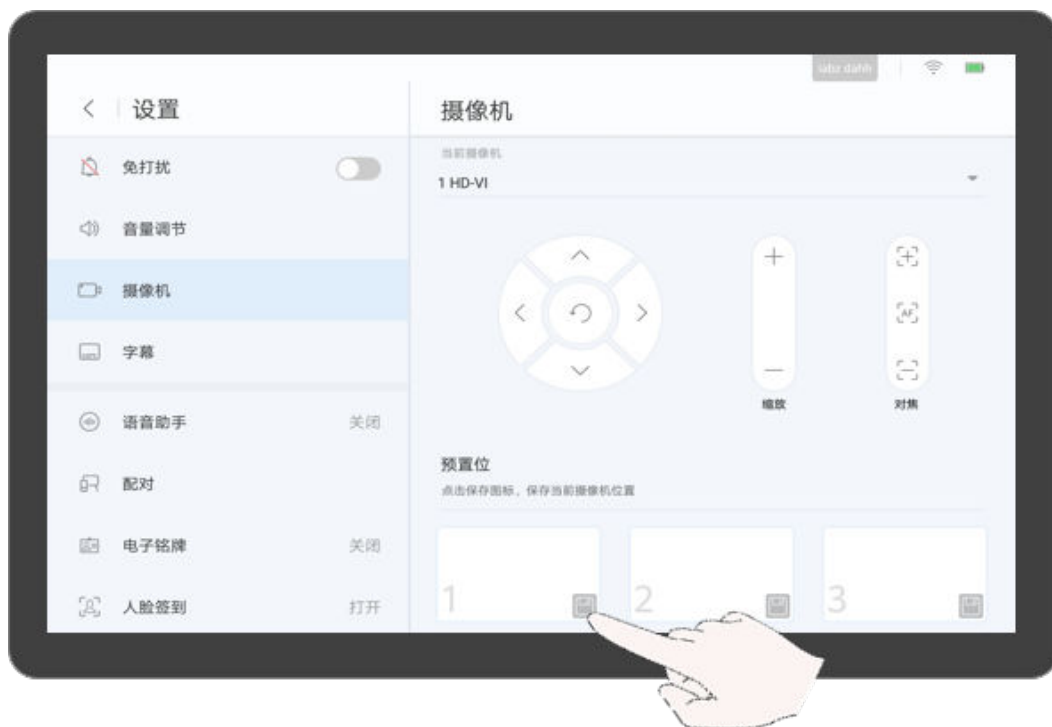 设置
摄像机
免打扰
音量调节
摄像机
字幕
语音助手 关闭
配对
电子铭牌 关闭
人脸签到 打开
当前摄像机
1 HD-VI
AF
缩放
对焦
预置位
点击保存图标，保存当前摄像机位置
1
2
3